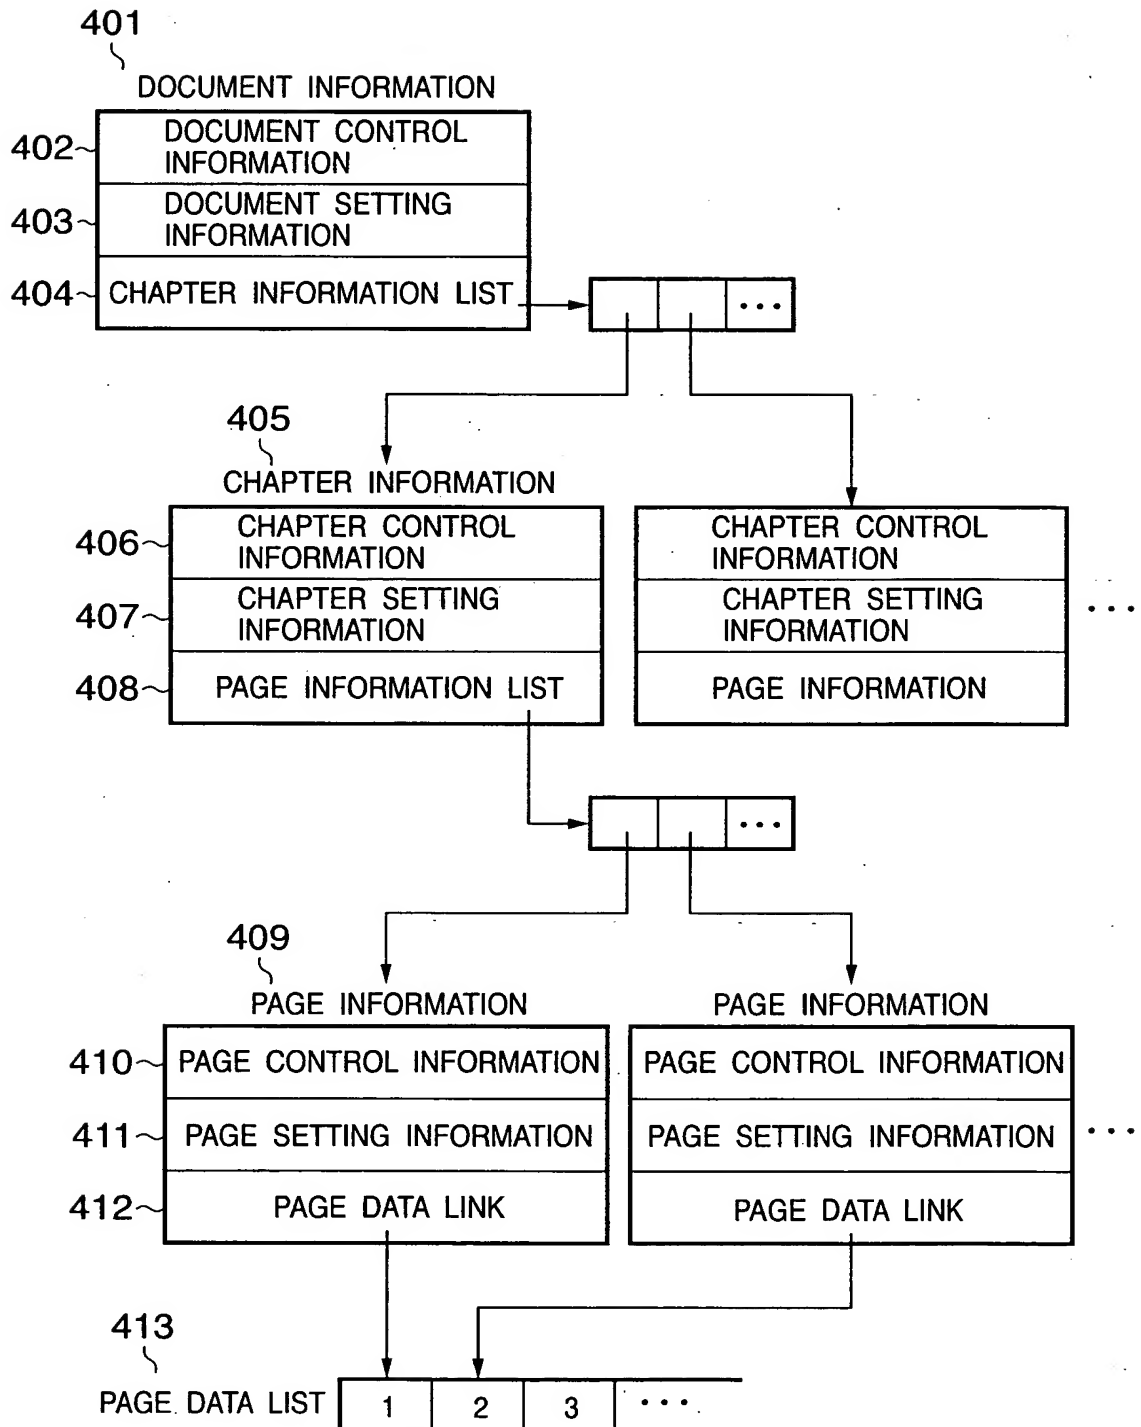 401
DOCUMENT INFORMATION
402
DOCUMENT CONTROL
INFORMATION
403
DOCUMENT SETTING
INFORMATION
404
CHAPTER INFORMATION LIST
...
405
CHAPTER INFORMATION
406
CHAPTER CONTROL
INFORMATION
407
CHAPTER SETTING
INFORMATION
408
PAGE INFORMATION LIST
CHAPTER CONTROL
INFORMATION
CHAPTER SETTING
INFORMATION
PAGE INFORMATION
...
...
409
PAGE INFORMATION
410
PAGE CONTROL INFORMATION
411
PAGE SETTING INFORMATION
412
PAGE DATA LINK
PAGE INFORMATION
PAGE CONTROL INFORMATION
PAGE SETTING INFORMATION
PAGE DATA LINK
...
413
PAGE DATA LIST 1 2 3 ...